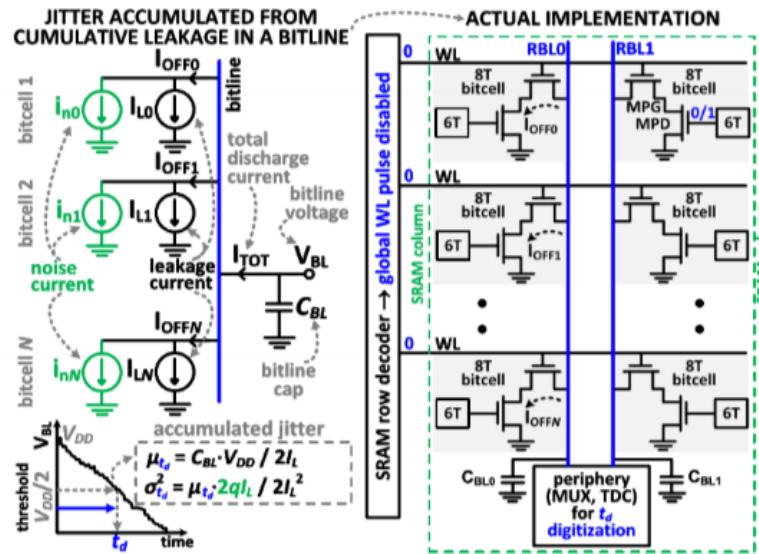 JITTER ACCUMULATED FROM
CUMULATIVE LEAKAGE IN A BITLINE
bitcell 1
i_n0
I_L0
I_OFF0
bitline
bitcell 2
i_n1
I_L1
I_OFF1
total
discharge
current
bitline
voltage
noise
current
leakage
current
I_TOT
V_BL
C_BL
bitcell N
i_nN
I_LN
I_OFFN
bitline
cap
V_BL
V_DD
threshold
V_DD/2
t_d
time
accumulated jitter
μ_t_d = C_BL·V_DD / 2I_L
σ²_t_d = μ_t_d·2qI_L / 2I_L²
ACTUAL IMPLEMENTATION
SRAM row decoder → global WL pulse disabled
SRAM column
0
WL
RBL0
RBL1
8T
bitcell
6T
I_OFF0
8T
bitcell
MPG
MPD
0/1
6T
0
WL
8T
bitcell
6T
I_OFF1
8T
bitcell
6T
0
WL
8T
bitcell
6T
I_OFFN
8T
bitcell
6T
C_BL0
C_BL1
periphery
(MUX, TDC)
for t_d
digitization